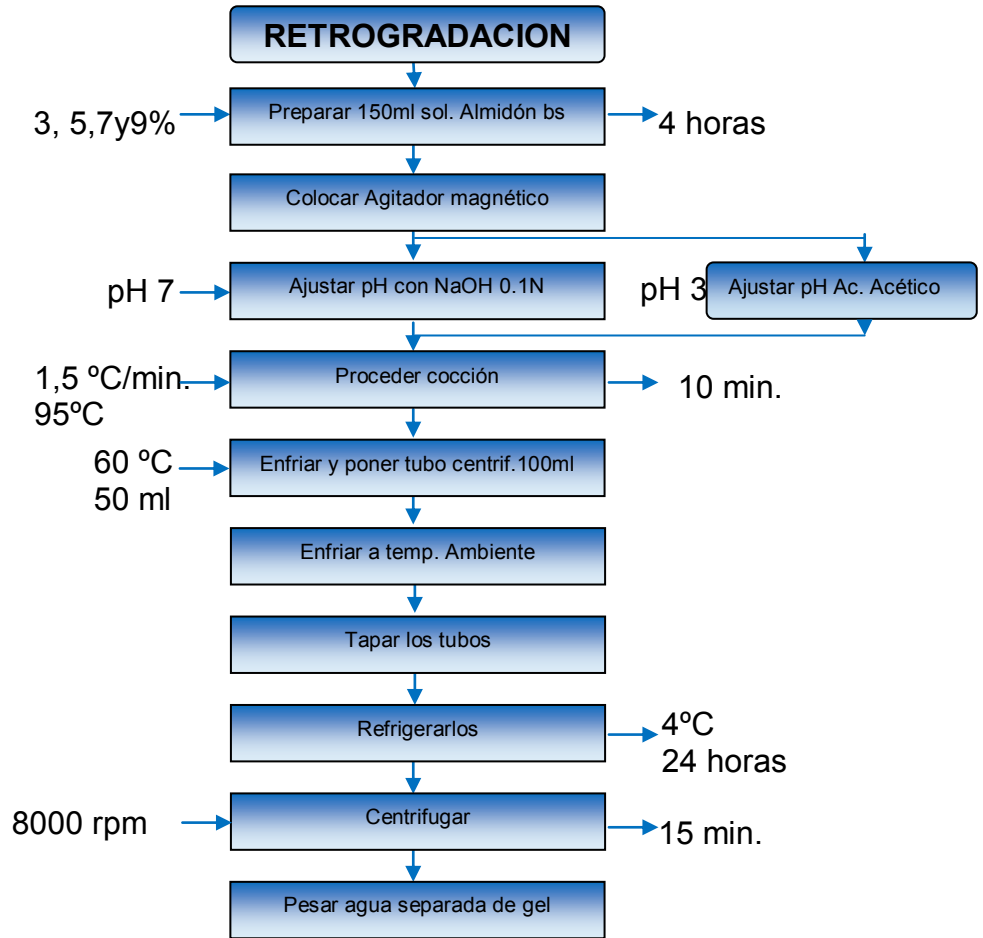 RETROGRADACION
3, 5,7y9%
Preparar 150ml sol. Almidón bs
4 horas
Colocar Agitador magnético
pH 7
Ajustar pH con NaOH 0.1N
pH 3
Ajustar pH Ac. Acético
1,5 ºC/min.
95ºC
Proceder cocción
10 min.
60 ºC
50 ml
Enfriar y poner tubo centrif.100ml
Enfriar a temp. Ambiente
Tapar los tubos
Refrigerarlos
4ºC
24 horas
8000 rpm
Centrifugar
15 min.
Pesar agua separada de gel